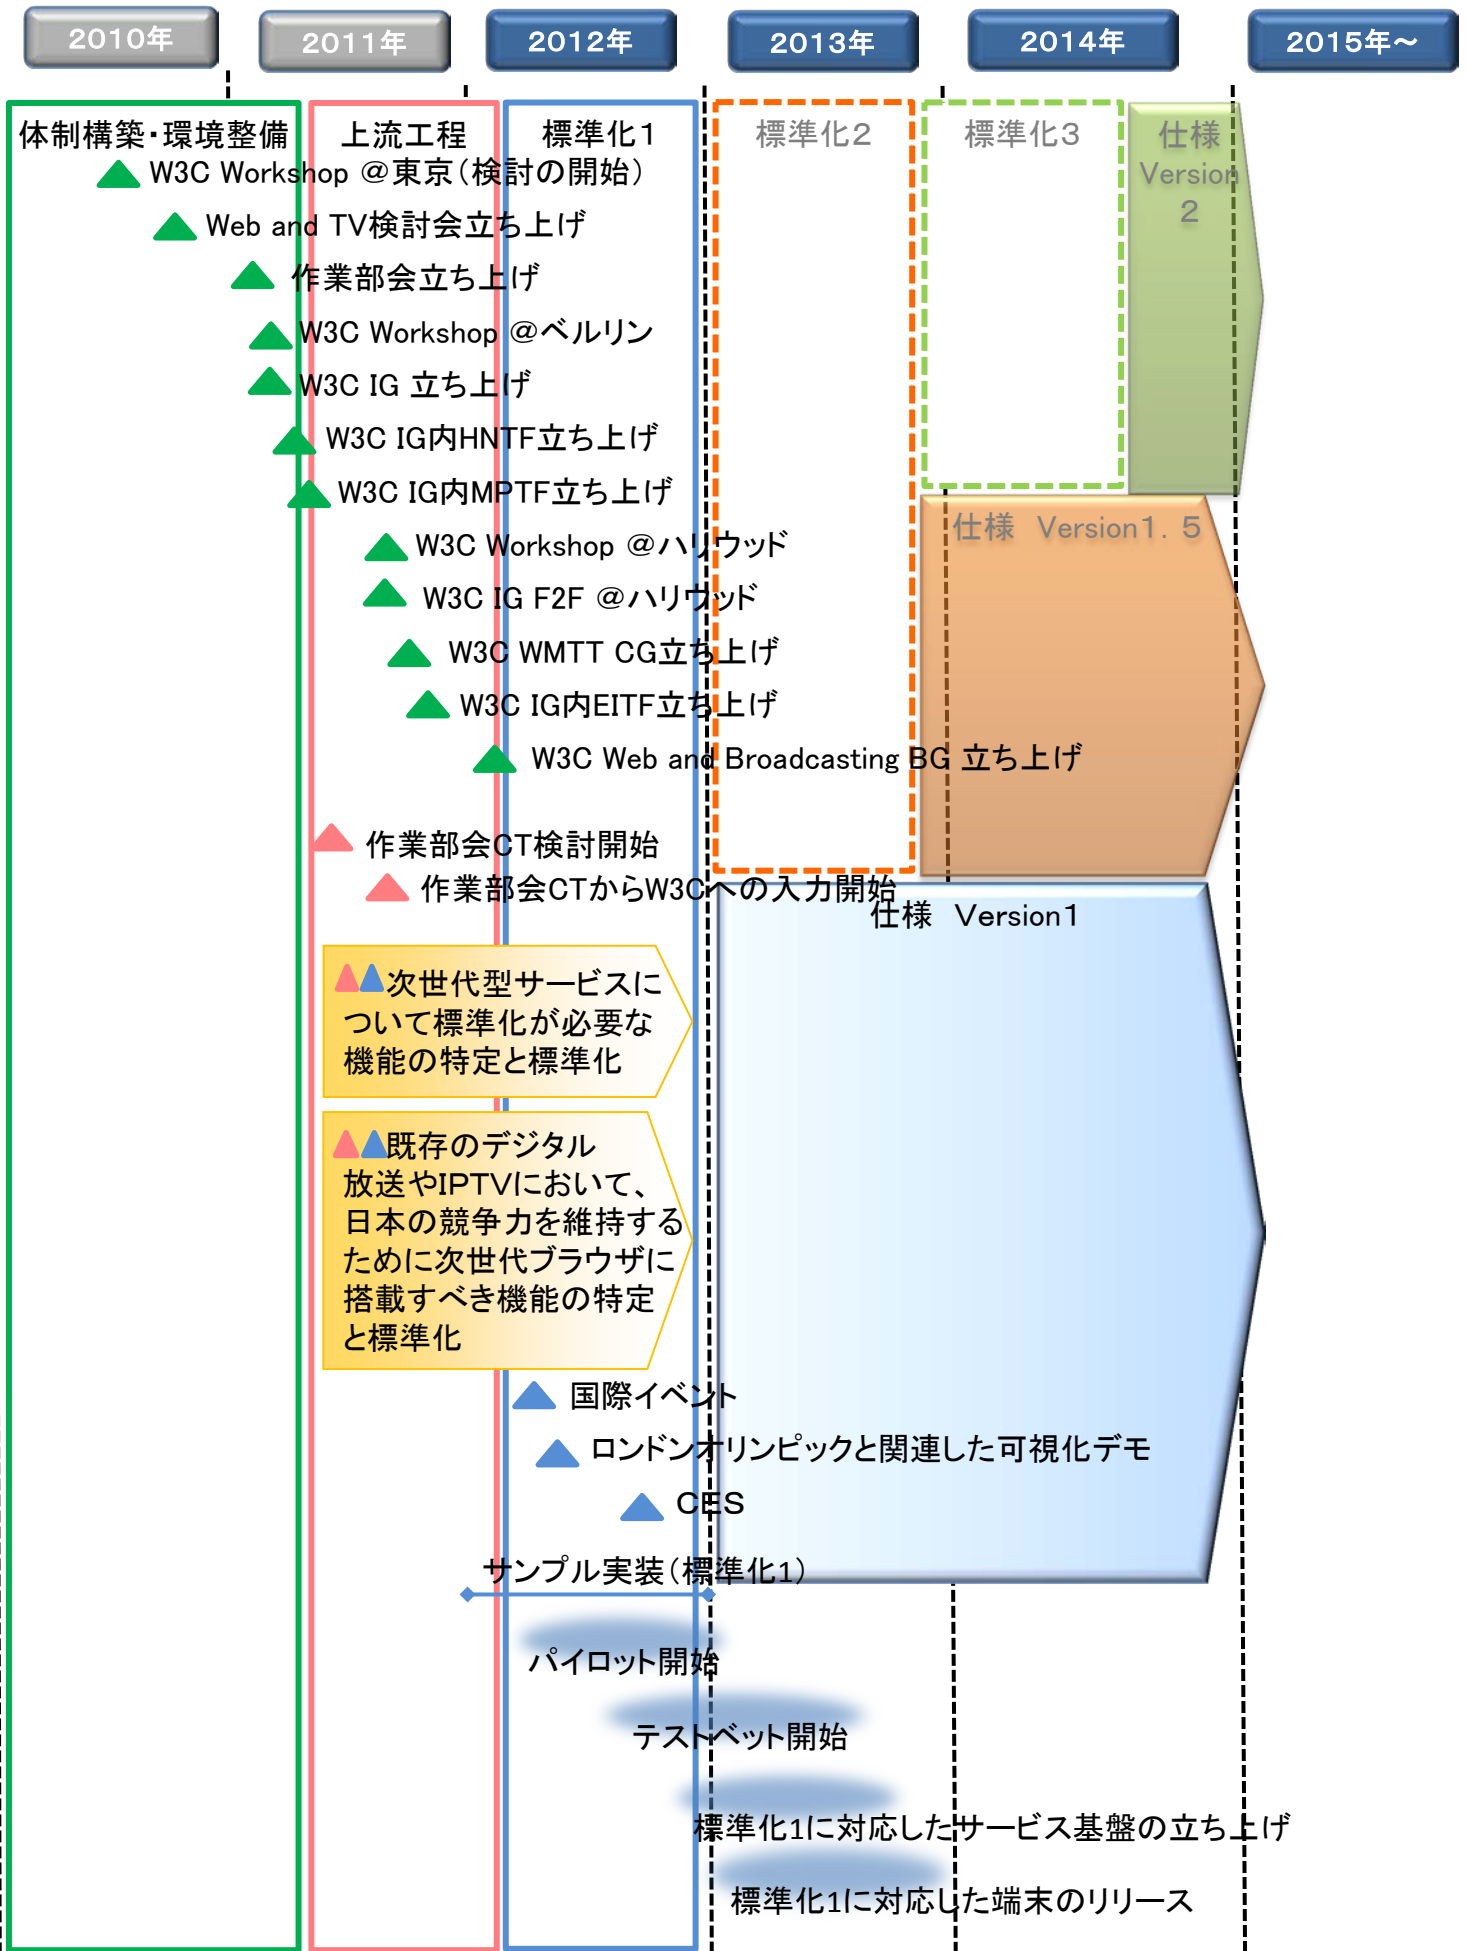 2010年
2011年
2012年
2013年
2014年
2015年～
体制構築・環境整備
上流工程
標準化1
標準化2
標準化3
仕様
Version
2
W3C Workshop @東京(検討の開始)
Web and TV検討会立ち上げ
作業部会立ち上げ
W3C Workshop @ベルリン
W3C IG 立ち上げ
W3C IG内HNTF立ち上げ
W3C IG内MPTF立ち上げ
仕様 Version1. 5
W3C Workshop @ハリウッド
W3C IG F2F @ハリウッド
W3C WMTT CG立ち上げ
W3C IG内EITF立ち上げ
W3C Web and Broadcasting BG 立ち上げ
作業部会CT検討開始
作業部会CTからW3Cへの入力開始
仕様 Version1
次世代型サービスに
ついて標準化が必要な
機能の特定と標準化
既存のデジタル
放送やIPTVにおいて、
日本の競争力を維持する
ために次世代ブラウザに
搭載すべき機能の特定
と標準化
国際イベント
ロンドンオリンピックと関連した可視化デモ
CES
サンプル実装(標準化1)
パイロット開始
テストベット開始
標準化1に対応したサービス基盤の立ち上げ
標準化1に対応した端末のリリース